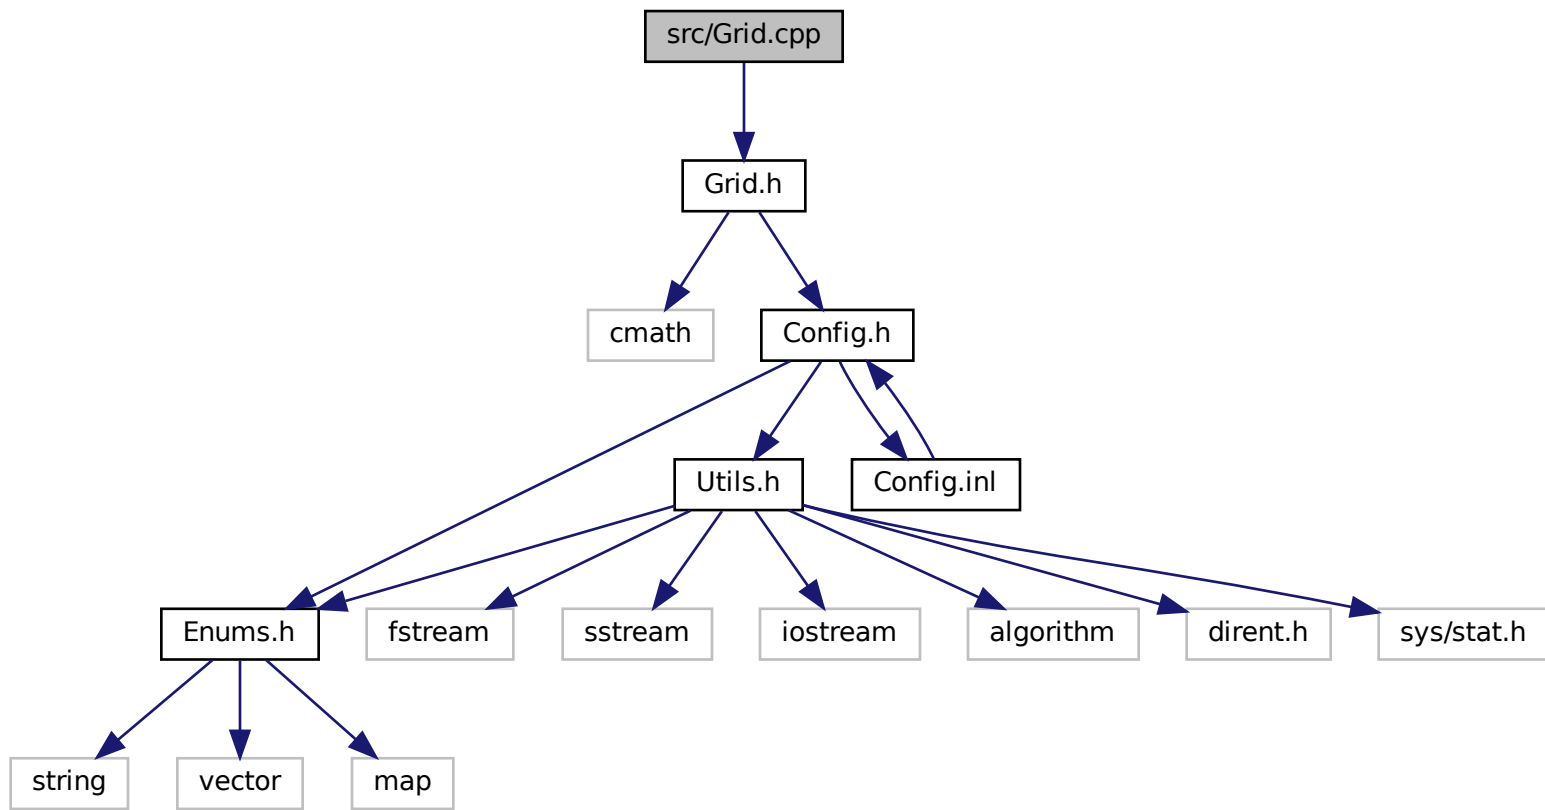 src/Grid.cpp
Grid.h
cmath
Config.h
Utils.h
Config.inl
Enums.h
fstream
sstream
iostream
algorithm
dirent.h
sys/stat.h
string
vector
map